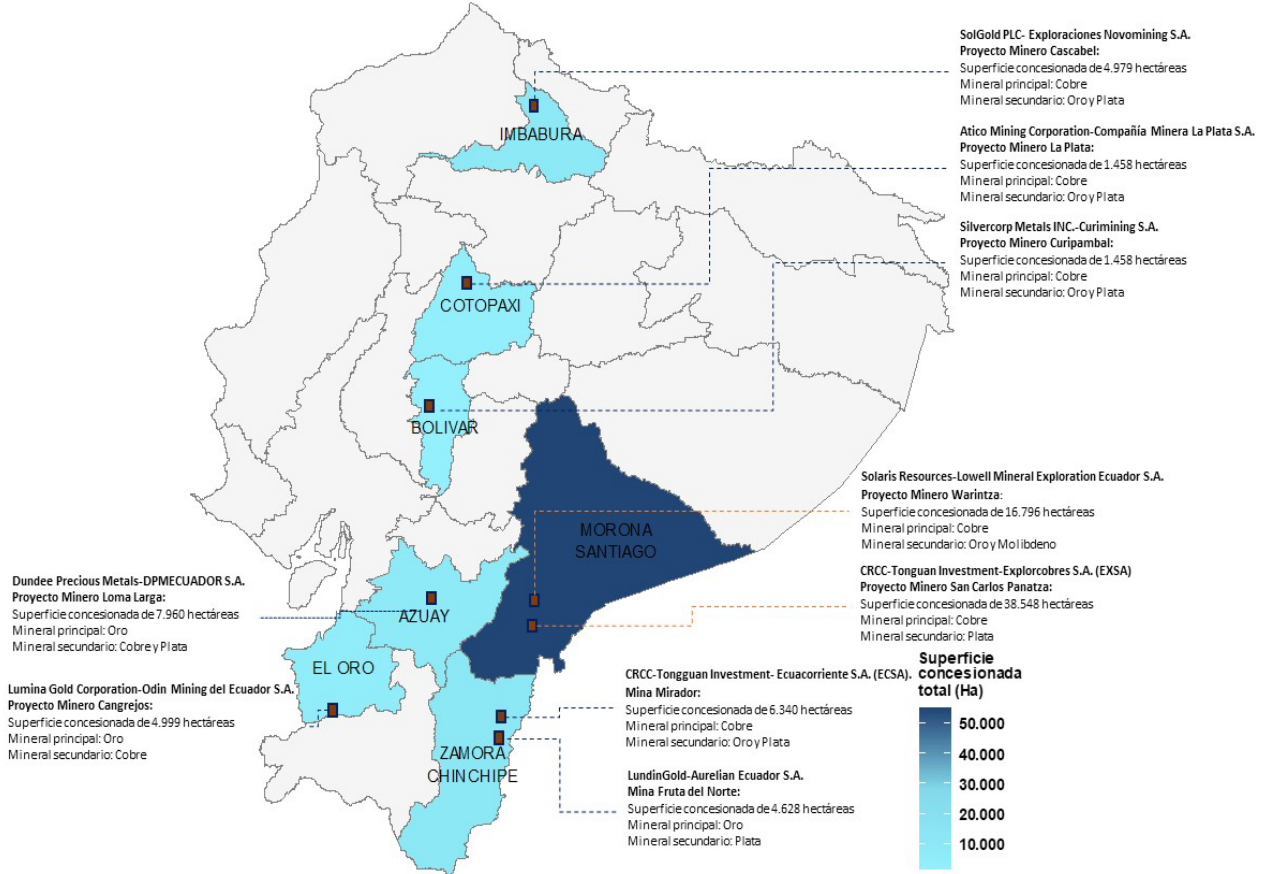 SolGold PLC- Exploraciones Novomining S.A.
Proyecto Minero Cascabel:
Superficie concesionada de 4.979 hectáreas
Mineral principal: Cobre
Mineral secundario: Oro y Plata
Atico Mining Corporation-Compañía Minera La Plata S.A.
Proyecto Minero La Plata:
Superficie concesionada de 1.458 hectáreas
Mineral principal: Cobre
Mineral secundario: Oro y Plata
Silvercorp Metals INC.-Curimining S.A.
Proyecto Minero Curipambal:
Superficie concesionada de 1.458 hectáreas
Mineral principal: Cobre
Mineral secundario: Oro y Plata
IMBABURA
COTOPAXI
BOLIVAR
MORONA
SANTIAGO
AZUAY
EL ORO
ZAMORA
CHINCHIPE
Solaris Resources-Lowell Mineral Exploration Ecuador S.A.
Proyecto Minero Warintza:
Superficie concesionada de 16.796 hectáreas
Mineral principal: Cobre
Mineral secundario: Oro y Molibdeno
CRCC-Tonguan Investment-Explorcobres S.A. (EXSA)
Proyecto Minero San Carlos Panatza:
Superficie concesionada de 38.548 hectáreas
Mineral principal: Cobre
Mineral secundario: Plata
Dundee Precious Metals-DPMECUADOR S.A.
Proyecto Minero Loma Larga:
Superficie concesionada de 7.960 hectáreas
Mineral principal: Oro
Mineral secundario: Cobre y Plata
Lumina Gold Corporation-Odin Mining del Ecuador S.A.
Proyecto Minero Cangrejos:
Superficie concesionada de 4.999 hectáreas
Mineral principal: Oro
Mineral secundario: Cobre
CRCC-Tongguan Investment- Ecuacorriente S.A. (ECSA).
Mina Mirador:
Superficie concesionada de 6.340 hectáreas
Mineral principal: Cobre
Mineral secundario: Oro y Plata
LundinGold-Aurelian Ecuador S.A.
Mina Fruta del Norte:
Superficie concesionada de 4.628 hectáreas
Mineral principal: Oro
Mineral secundario: Plata
Superficie
concesionada
total (Ha)
50.000
40.000
30.000
20.000
10.000